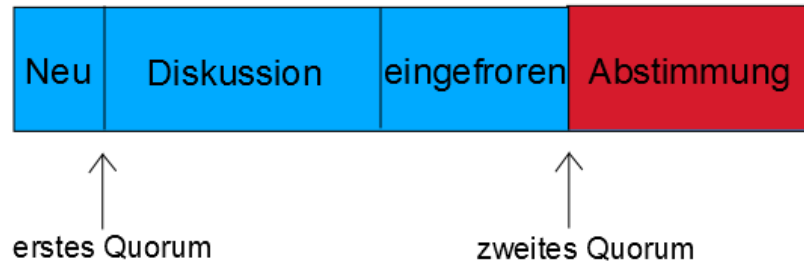 Neu Diskussion eingefroren Abstimmung
erstes Quorum zweites Quorum